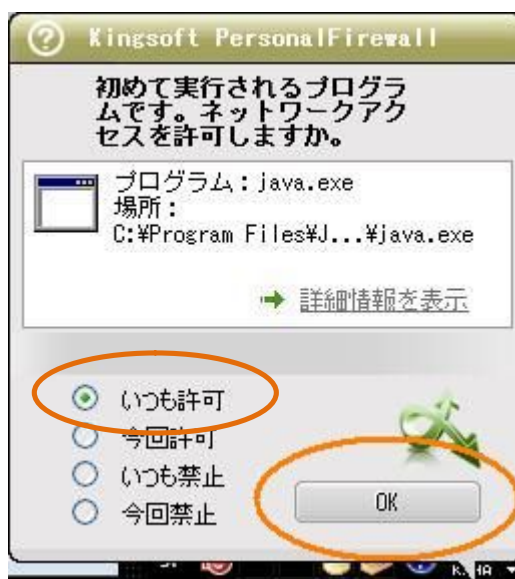 Kingsoft PersonalFirewall
初めて実行されるプログラ
ムです。ネットワークアク
セスを許可しますか。
プログラム：java.exe
場所：
C:¥Program Files¥J...¥java.exe
詳細情報を表示
いつも許可
今回許可
いつも禁止
今回禁止
OK